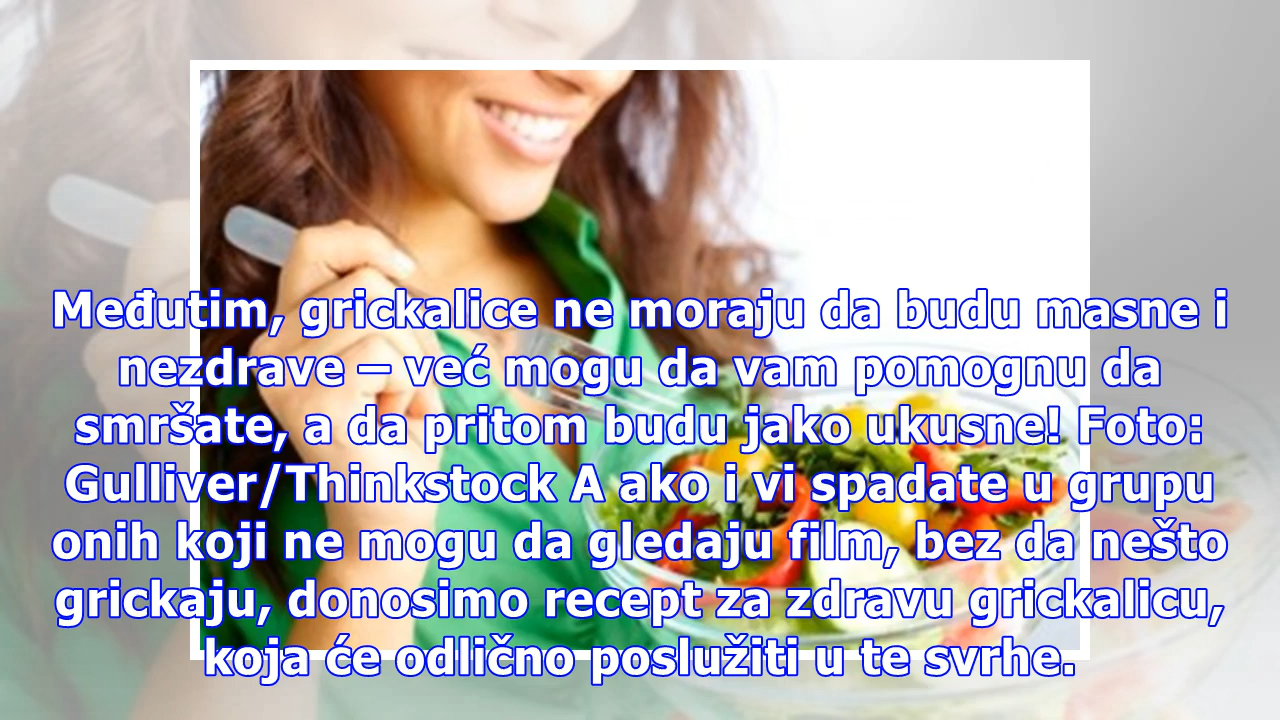 Međutim, grickalice ne moraju da budu masne i
nezdrave – već mogu da vam pomognu da
smršate, a da pritom budu jako ukusne! Foto:
Gulliver/Thinkstock A ako i vi spadate u grupu
onih koji ne mogu da gledaju film, bez da nešto
grickaju, donosimo recept za zdravu grickalicu,
koja će odlično poslužiti u te svrhe.